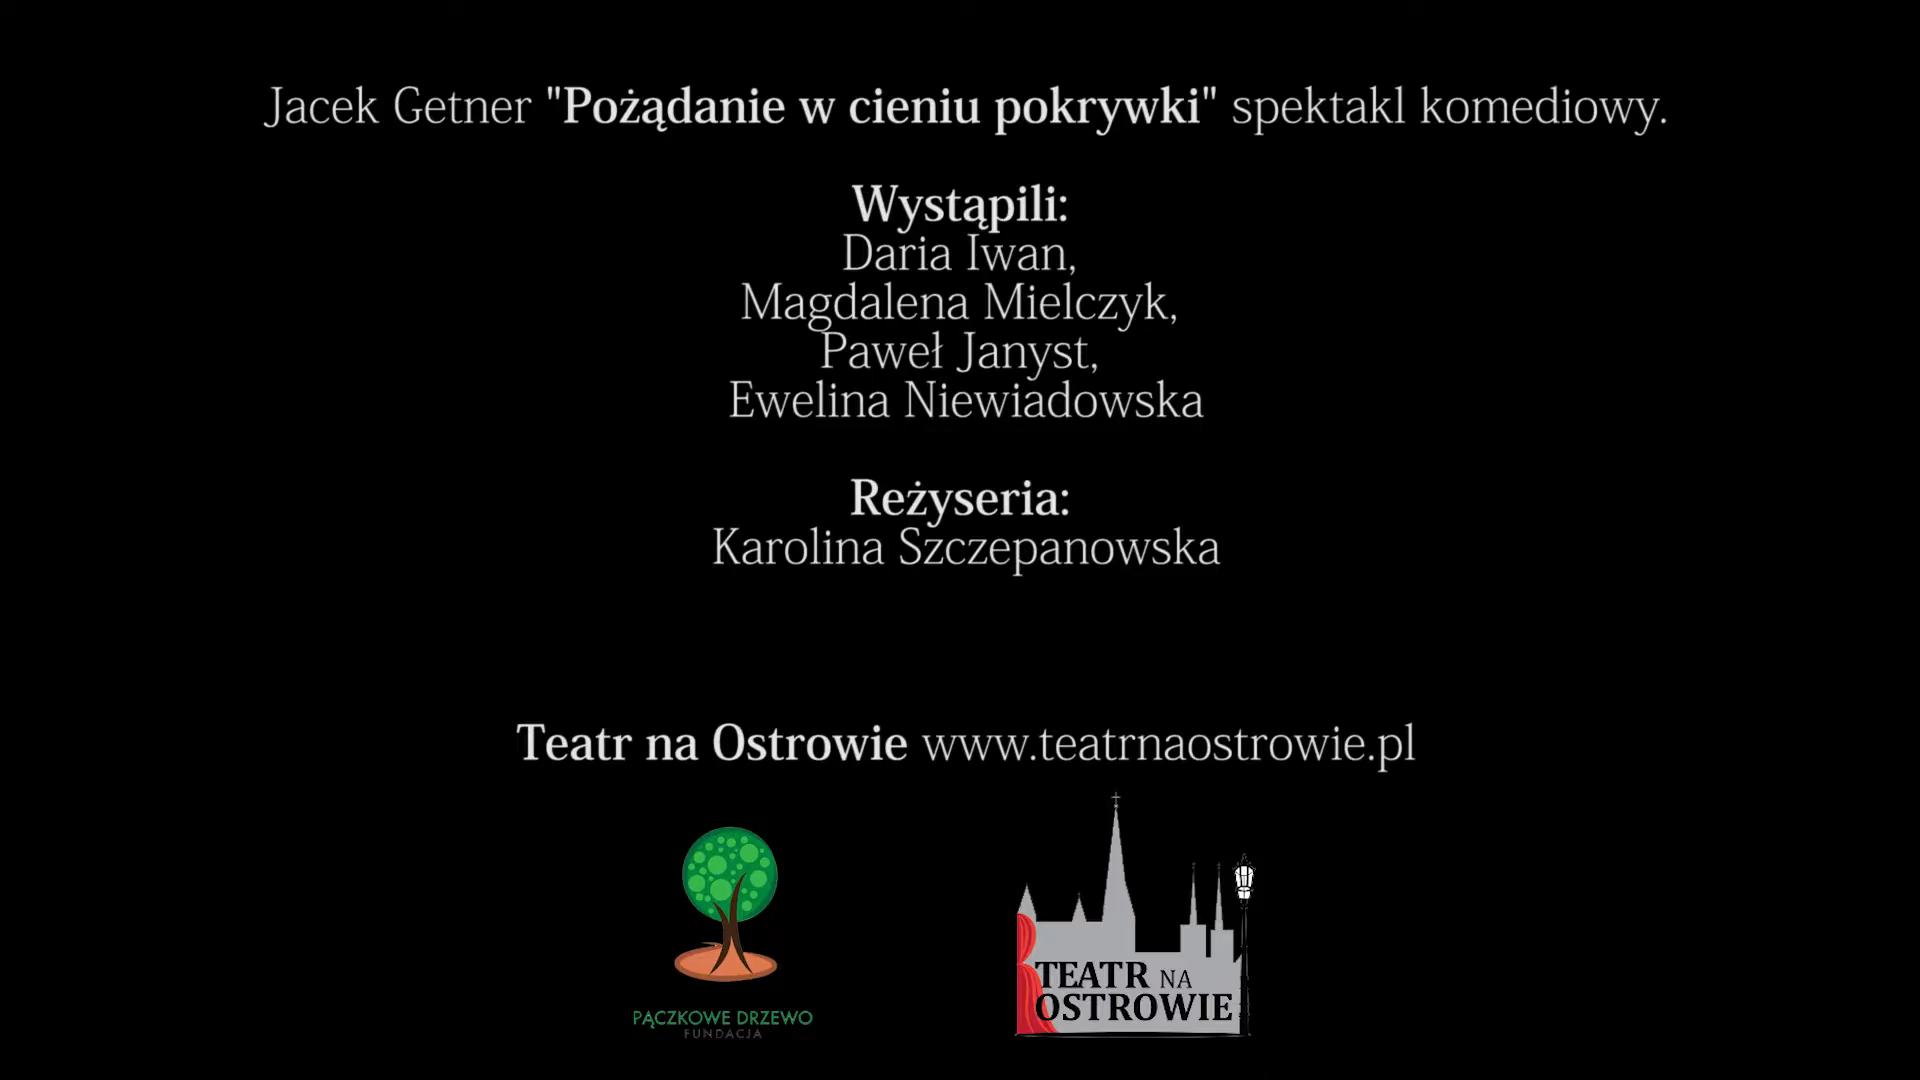 Jacek Getner "Pożądanie w cieniu pokrywki" spektakl komediowy.
Wystąpili:
Daria Iwan,
Magdalena Mielczyk,
Paweł Janyst,
Ewelina Niewiadowska
Reżyseria:
Karolina Szczepanowska
Teatr na Ostrowie www.teatrnaostrowie.pl
PĄCZKOWE DRZEWO
FUNDACJA
TEATR NA
OSTROWIE